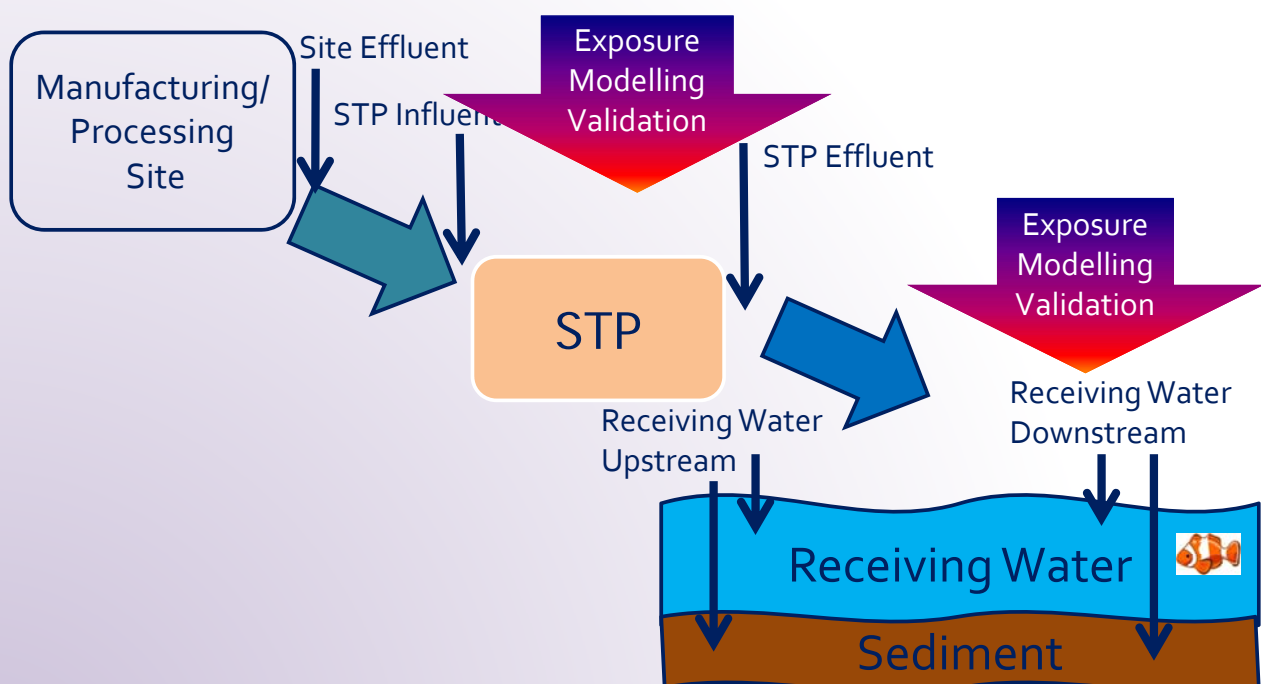 Manufacturing/
Processing
Site
Site Effluent
STP Influent
Exposure
Modelling
Validation
STP Effluent
STP
Exposure
Modelling
Validation
Receiving Water
Upstream
Receiving Water
Downstream
Receiving Water
Sediment